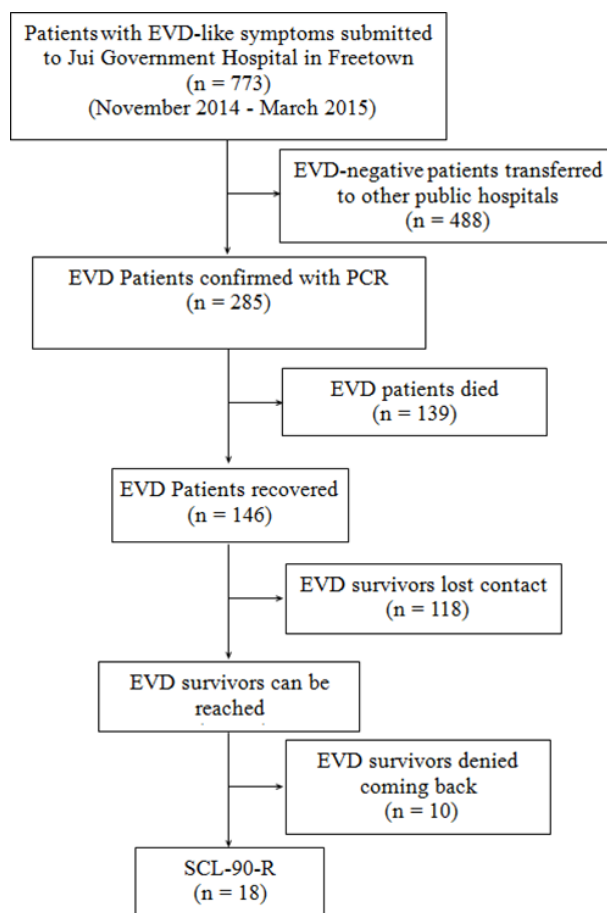 Patients with EVD-like symptoms submitted
to Jui Government Hospital in Freetown
(n = 773)
(November 2014 - March 2015)
EVD-negative patients transferred
to other public hospitals
(n = 488)
EVD Patients confirmed with PCR
(n = 285)
EVD patients died
(n = 139)
EVD Patients recovered
(n = 146)
EVD survivors lost contact
(n = 118)
EVD survivors can be
reached
EVD survivors denied
coming back
(n = 10)
SCL-90-R
(n = 18)